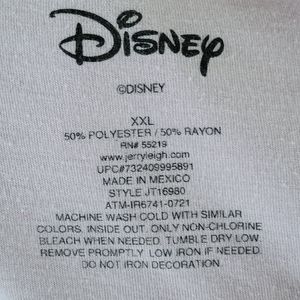 Disney
©DISNEY
XXL
50% POLYESTER / 50% RAYON
RN# 55219
www.jerryleigh.com
UPC#732409995891
MADE IN MEXICO
STYLE JT16980
ATM-IR6741-0721
MACHINE WASH COLD WITH SIMILAR
COLORS. INSIDE OUT. ONLY NON-CHLORINE
BLEACH WHEN NEEDED. TUMBLE DRY LOW.
REMOVE PROMPTLY. LOW IRON IF NEEDED.
DO NOT IRON DECORATION.